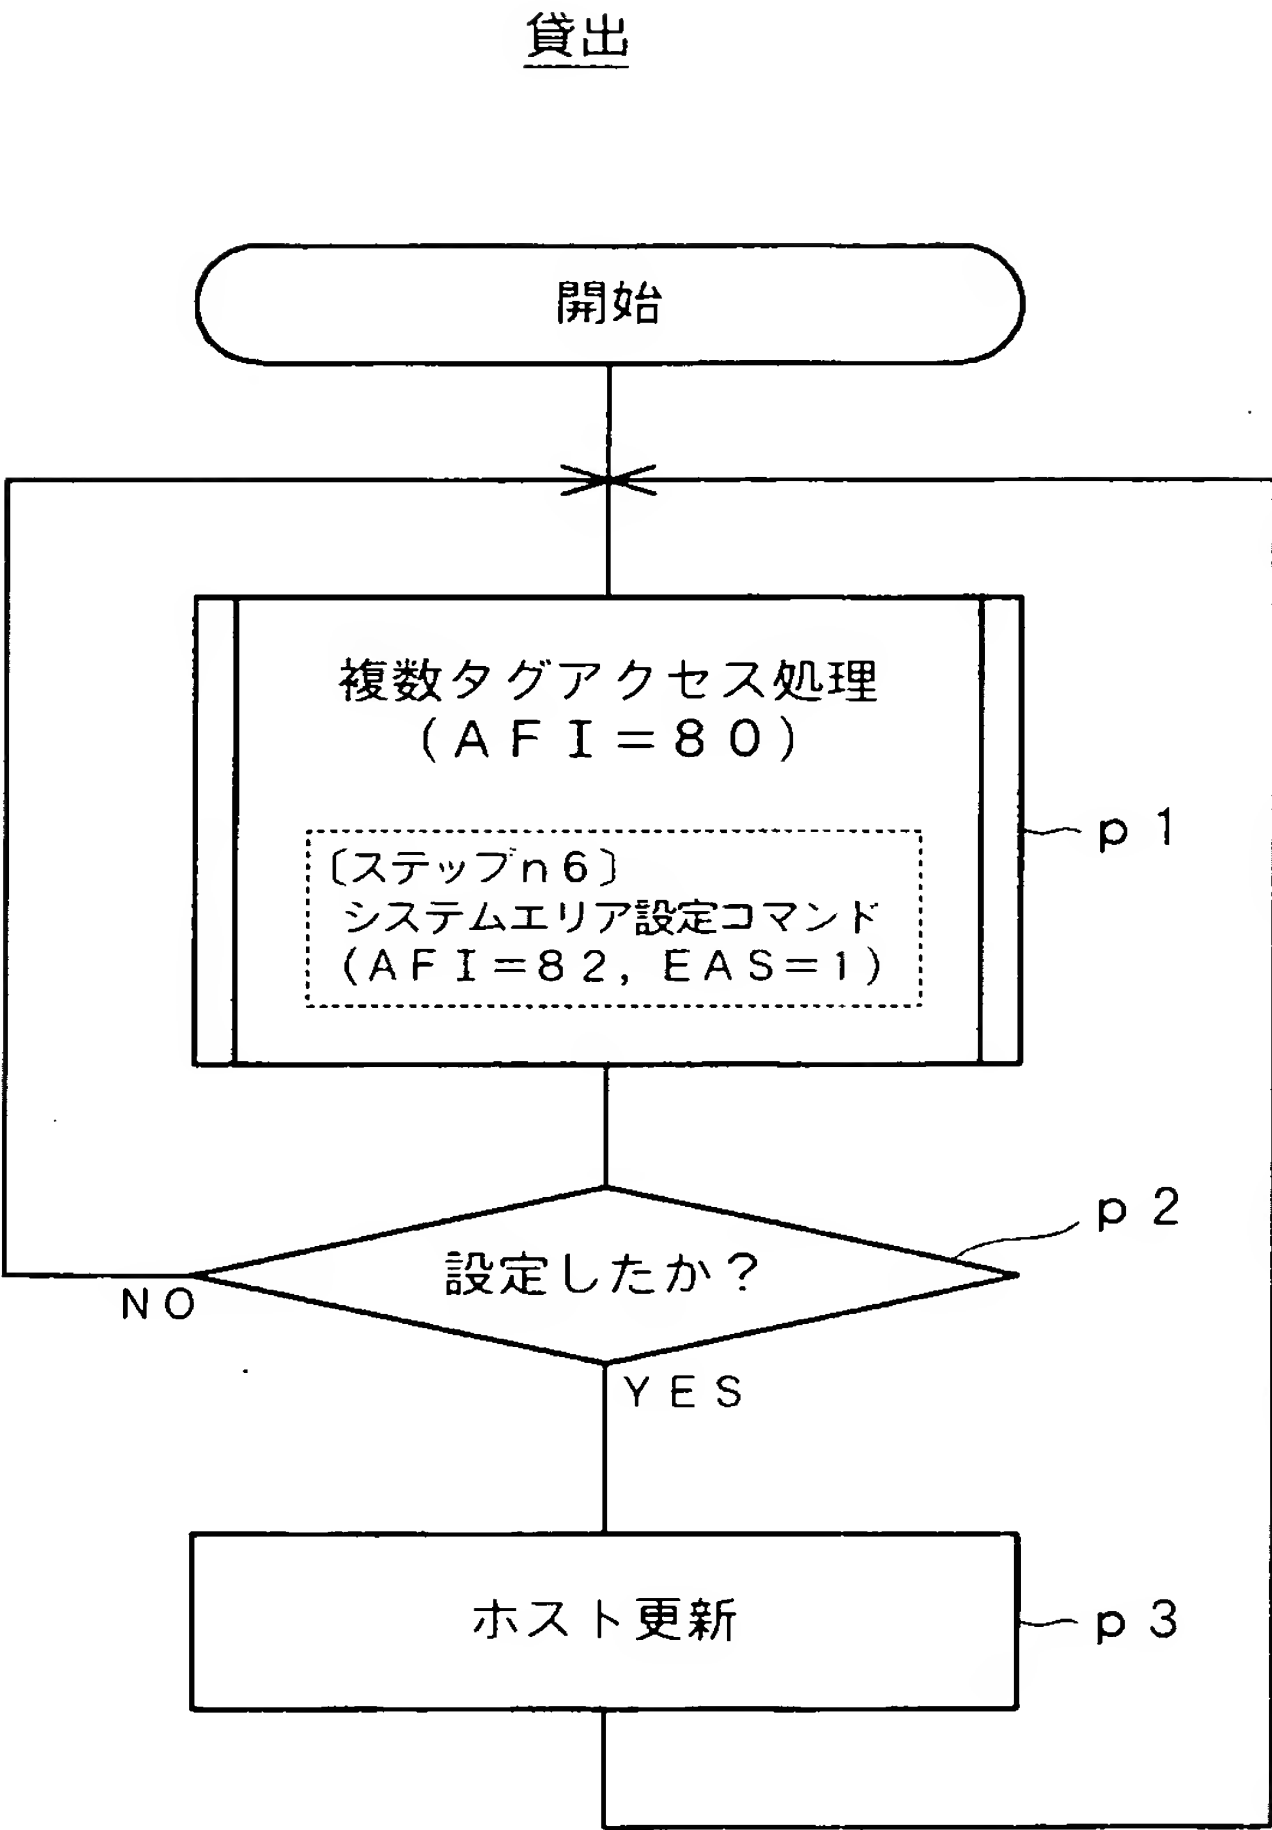 貸出
開始
複数タグアクセス処理
(AFI=80)
p1
〔ステップn6〕
システムエリア設定コマンド
(AFI=82, EAS=1)
p2
設定したか?
NO
YES
ホスト更新
p3